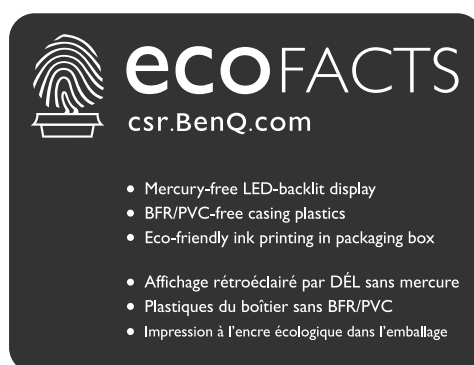 ecoFACTS
csr.BenQ.com
• Mercury-free LED-backlit display
• BFR/PVC-free casing plastics
• Eco-friendly ink printing in packaging box
• Affichage rétroéclairé par DÉL sans mercure
• Plastiques du boîtier sans BFR/PVC
• Impression à l'encre écologique dans l'emballage